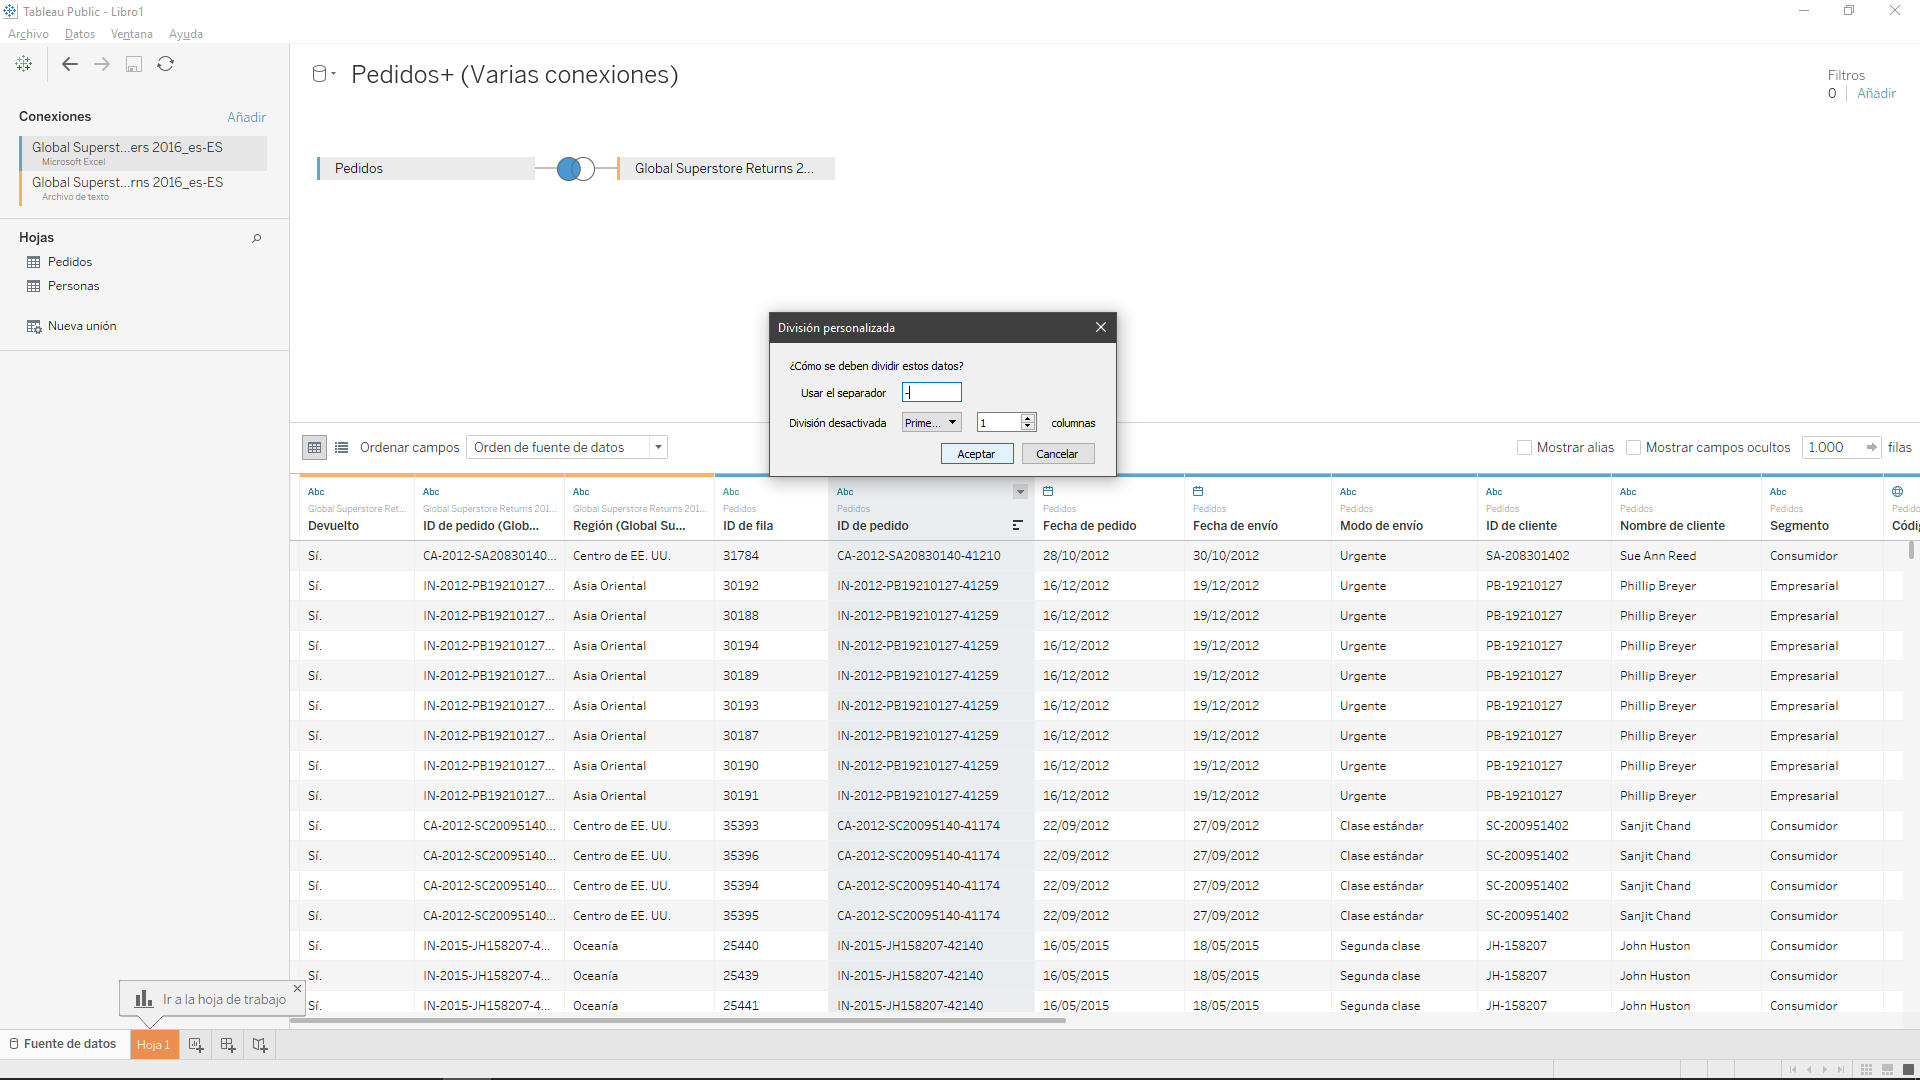 Tableau Public - Libro1
Archivo Datos Ventana Ayuda
Pedidos+ (Varias conexiones)
Filtros
0 Añadir
Conexiones Añadir
Global Superst...ers 2016_es-ES
Microsoft Excel
Global Superst...rns 2016_es-ES
Archivo de texto
Pedidos
Global Superstore Returns 2...
Hojas
Pedidos
Personas
Nueva unión
División personalizada
¿Cómo se deben dividir estos datos?
Usar el separador -
División desactivada Prime... 1 columnas
Aceptar Cancelar
Ordenar campos Orden de fuente de datos
Mostrar alias Mostrar campos ocultos 1.000 filas
Abc Abc Abc Abc Abc Abc Abc Abc Abc
Global Superstore Ret... Global Superstore Returns 201... Global Superstore Returns 201... Pedidos Pedidos Pedidos Pedidos Pedidos Pedidos Pedidos Pedidos Pedido
Devuelto ID de pedido (Glob... Región (Global Su... ID de fila ID de pedido Fecha de pedido Fecha de envío Modo de envío ID de cliente Nombre de cliente Segmento Códig
Sí. CA-2012-SA20830140... Centro de EE. UU. 31784 CA-2012-SA20830140-41210 28/10/2012 30/10/2012 Urgente SA-208301402 Sue Ann Reed Consumidor
Sí. IN-2012-PB19210127... Asia Oriental 30192 IN-2012-PB19210127-41259 16/12/2012 19/12/2012 Urgente PB-19210127 Phillip Breyer Empresarial
Sí. IN-2012-PB19210127... Asia Oriental 30188 IN-2012-PB19210127-41259 16/12/2012 19/12/2012 Urgente PB-19210127 Phillip Breyer Empresarial
Sí. IN-2012-PB19210127... Asia Oriental 30194 IN-2012-PB19210127-41259 16/12/2012 19/12/2012 Urgente PB-19210127 Phillip Breyer Empresarial
Sí. IN-2012-PB19210127... Asia Oriental 30189 IN-2012-PB19210127-41259 16/12/2012 19/12/2012 Urgente PB-19210127 Phillip Breyer Empresarial
Sí. IN-2012-PB19210127... Asia Oriental 30193 IN-2012-PB19210127-41259 16/12/2012 19/12/2012 Urgente PB-19210127 Phillip Breyer Empresarial
Sí. IN-2012-PB19210127... Asia Oriental 30187 IN-2012-PB19210127-41259 16/12/2012 19/12/2012 Urgente PB-19210127 Phillip Breyer Empresarial
Sí. IN-2012-PB19210127... Asia Oriental 30190 IN-2012-PB19210127-41259 16/12/2012 19/12/2012 Urgente PB-19210127 Phillip Breyer Empresarial
Sí. IN-2012-PB19210127... Asia Oriental 30191 IN-2012-PB19210127-41259 16/12/2012 19/12/2012 Urgente PB-19210127 Phillip Breyer Empresarial
Sí. CA-2012-SC20095140... Centro de EE. UU. 35393 CA-2012-SC20095140-41174 22/09/2012 27/09/2012 Clase estándar SC-200951402 Sanjit Chand Consumidor
Sí. CA-2012-SC20095140... Centro de EE. UU. 35396 CA-2012-SC20095140-41174 22/09/2012 27/09/2012 Clase estándar SC-200951402 Sanjit Chand Consumidor
Sí. CA-2012-SC20095140... Centro de EE. UU. 35394 CA-2012-SC20095140-41174 22/09/2012 27/09/2012 Clase estándar SC-200951402 Sanjit Chand Consumidor
Sí. CA-2012-SC20095140... Centro de EE. UU. 35395 CA-2012-SC20095140-41174 22/09/2012 27/09/2012 Clase estándar SC-200951402 Sanjit Chand Consumidor
Sí. IN-2015-JH158207-4... Oceanía 25440 IN-2015-JH158207-42140 16/05/2015 18/05/2015 Segunda clase JH-158207 John Huston Consumidor
Sí. IN-2015-JH158207-4... Oceanía 25439 IN-2015-JH158207-42140 16/05/2015 18/05/2015 Segunda clase JH-158207 John Huston Consumidor
Sí. IN-2015-JH158207-4... Oceanía 25441 IN-2015-JH158207-42140 16/05/2015 18/05/2015 Segunda clase JH-158207 John Huston Consumidor
Ir a la hoja de trabajo
Fuente de datos Hoja 1